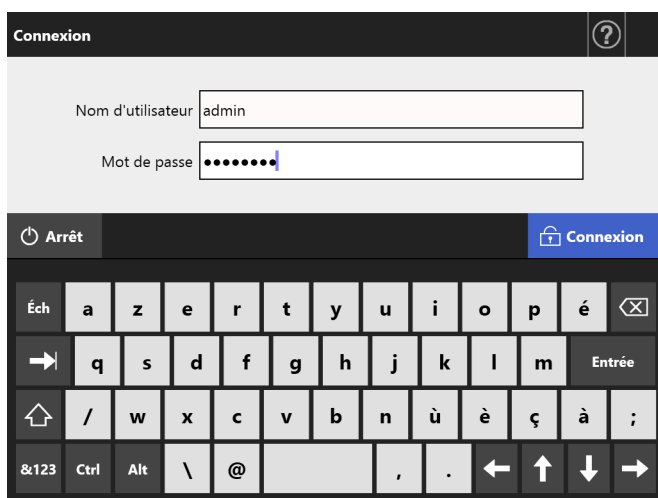 Connexion ?
Nom d'utilisateur admin
Mot de passe ••••••••
Arrêt Connexion
Éch a z e r t y u i o p é
q s d f g h j k l m Entrée
/ w x c v b n ù è ç à ;
&123 Ctrl Alt \ @ , .